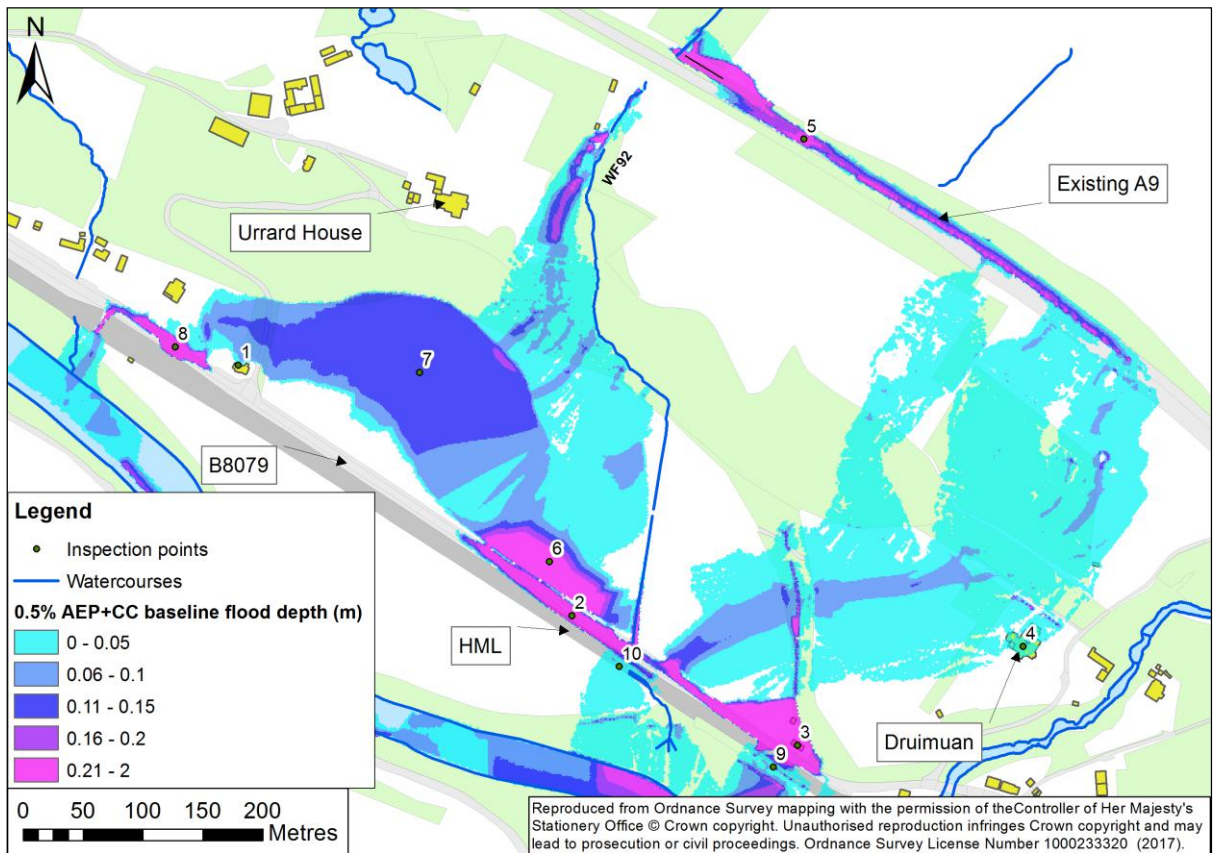 N
5
Existing A9
WF92
Urrard House
8
1
7
B8079
6
2
HML
10
4
Druimuan
3
9
Legend
Inspection points
Watercourses
0.5% AEP+CC baseline flood depth (m)
0 - 0.05
0.06 - 0.1
0.11 - 0.15
0.16 - 0.2
0.21 - 2
0 50 100 150 200
Metres
Reproduced from Ordnance Survey mapping with the permission of theController of Her Majesty's
Stationery Office © Crown copyright. Unauthorised reproduction infringes Crown copyright and may
lead to prosecution or civil proceedings. Ordnance Survey License Number 1000233320 (2017).